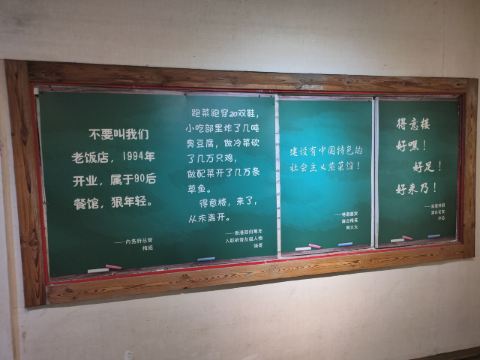 不要叫我们
老饭店，1994年
开业，属于90后
餐馆，狠年轻。
跑菜跑穿20双鞋，
小吃部里炸了几吨
臭豆腐，做冷菜砍
了几万只鸡，
做配菜开了几万条
草鱼。
得意楼，来了，
从未离开。
建设有中国特色的
社会主义蒸菜馆！
得意楼
好嘿！
好足！
好来乃！